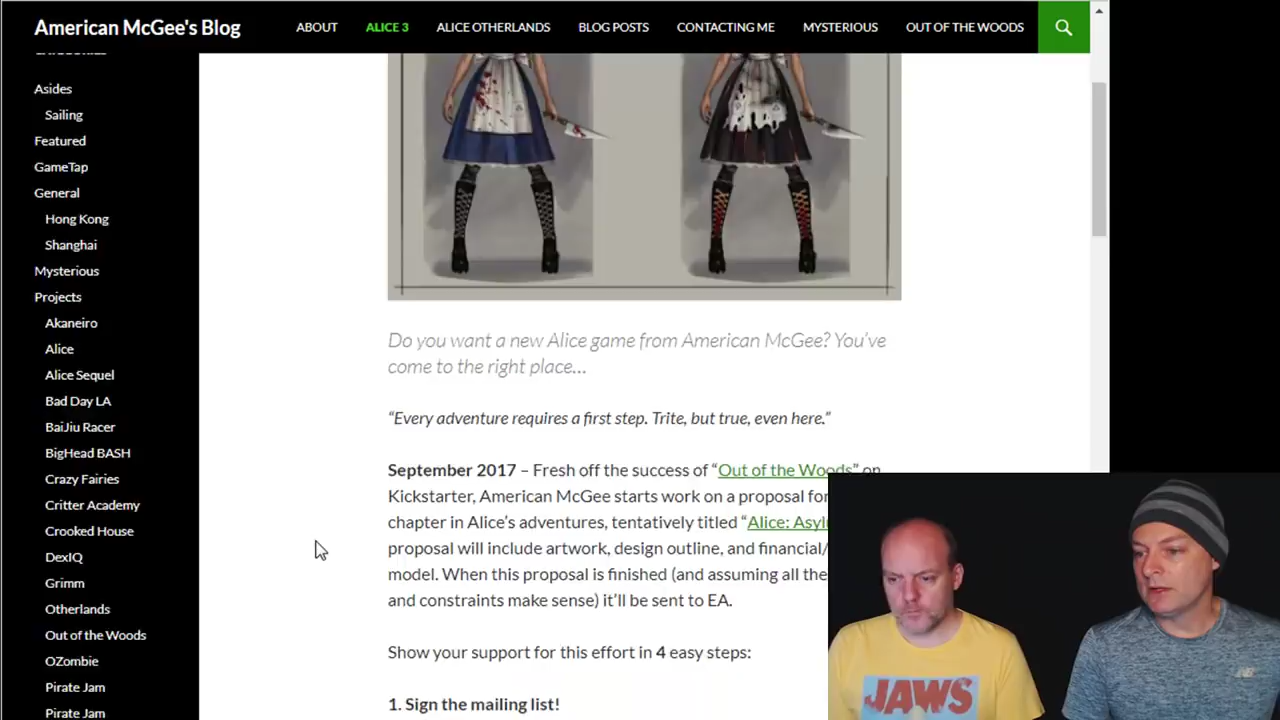 American McGee's Blog
ABOUT
ALICE 3
ALICE OTHERLANDS
BLOG POSTS
CONTACTING ME
MYSTERIOUS
OUT OF THE WOODS
Asides
Sailing
Featured
GameTap
General
Hong Kong
Shanghai
Mysterious
Projects
Akaneiro
Alice
Alice Sequel
Bad Day LA
BaiJiu Racer
BigHead BASH
Crazy Fairies
Critter Academy
Crooked House
DexIQ
Grimm
Otherlands
Out of the Woods
OZombie
Pirate Jam
Pirate Jam
Do you want a new Alice game from American McGee? You've
come to the right place…
“Every adventure requires a first step. Trite, but true, even here.”
September 2017 – Fresh off the success of “Out of the Woods” on
Kickstarter, American McGee starts work on a proposal for
chapter in Alice's adventures, tentatively titled “Alice: Asyl
proposal will include artwork, design outline, and financial/
model. When this proposal is finished (and assuming all the
and constraints make sense) it'll be sent to EA.
Show your support for this effort in 4 easy steps:
1. Sign the mailing list!
JAWS